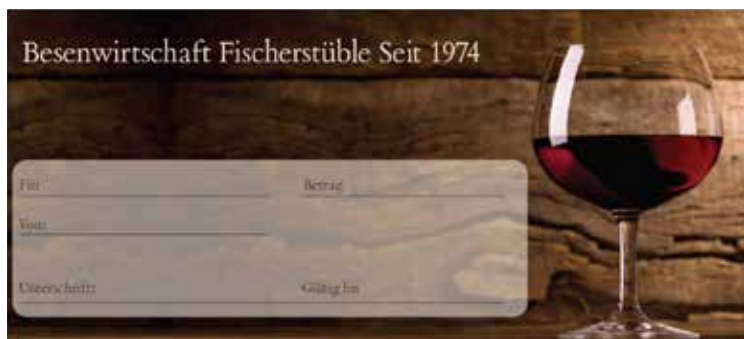 Besenwirtschaft Fischerstüble Seit 1974
Für:
Betrag
Von:
Unterschrift:
Gültig bis